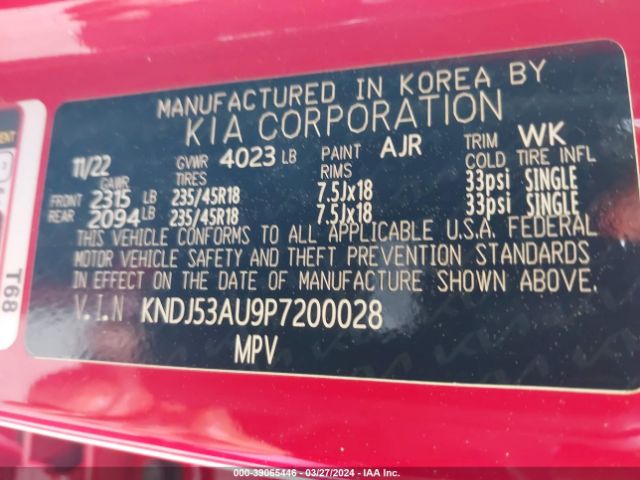 MANUFACTURED IN KOREA BY
KIA CORPORATION
11/22 GVWR 4023 LB PAINT AJR TRIM WK
GAWR TIRES RIMS COLD TIRE INFL
FRONT 2315 LB 235/45R18 7.5Jx18 33psi SINGLE
REAR 2094 LB 235/45R18 7.5Jx18 33psi SINGLE
THIS VEHICLE CONFORMS TO ALL APPLICABLE U.S.A. FEDERAL
MOTOR VEHICLE SAFETY AND THEFT PREVENTION STANDARDS
IN EFFECT ON THE DATE OF MANUFACTURE SHOWN ABOVE.
V.I.N KNDJ53AU9P7200028
MPV
T68
000-39065446 - 03/27/2024 - IAA Inc.